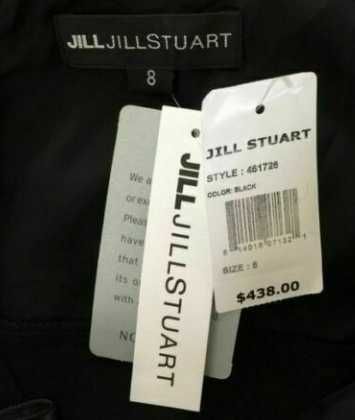 JILLJILLSTUART
8
JILL STUART
STYLE : 461726
COLOR: BLACK
SIZE : 8
$438.00
JILLJILLSTUART
We a
or ex
Pleas
have
that
its o
with
NO